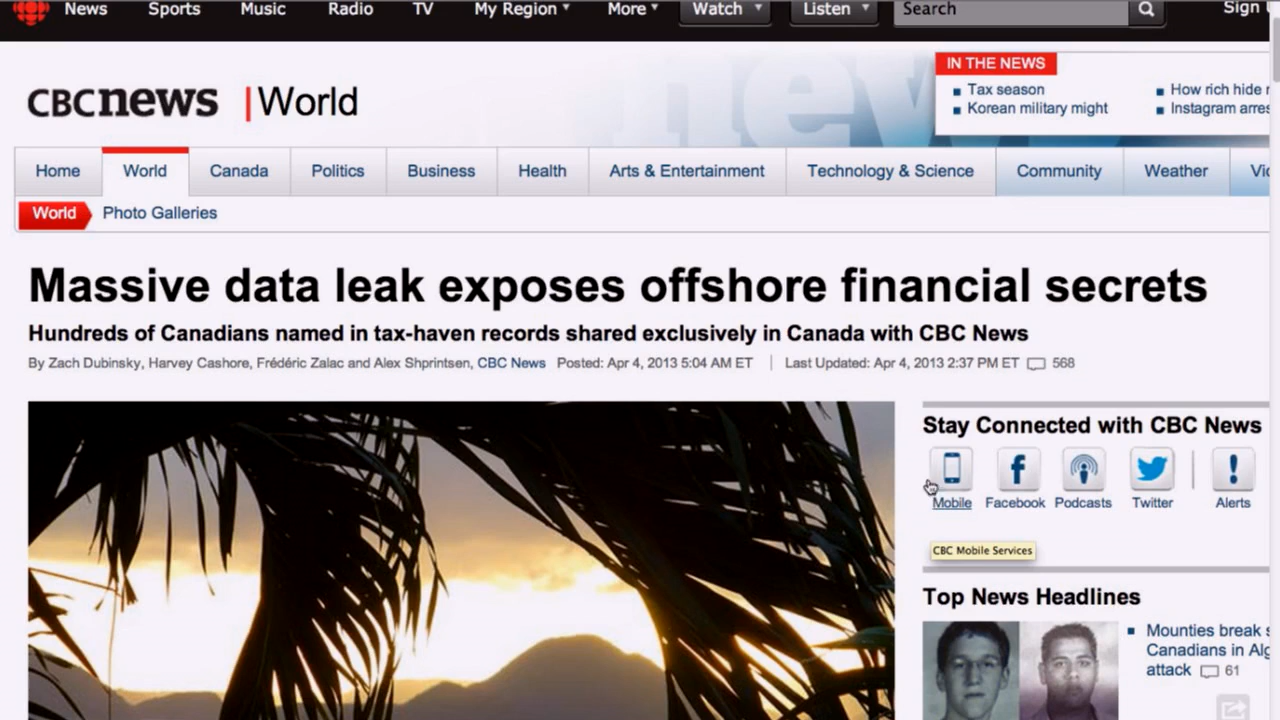 News Sports Music Radio TV My Region More Watch Listen Search Sign
IN THE NEWS
Tax season
How rich hide
Korean military might
Instagram
CBCnews | World
Home World Canada Politics Business Health Arts & Entertainment Technology & Science Community Weather
World Photo Galleries
Massive data leak exposes offshore financial secrets
Hundreds of Canadians named in tax-haven records shared exclusively in Canada with CBC News
By Zach Dubinsky, Harvey Cashore, Frédéric Zalac and Alex Shprintsen, CBC News Posted: Apr 4, 2013 5:04 AM ET | Last Updated: Apr 4, 2013 2:37 PM ET 568
Stay Connected with CBC News
Mobile Facebook Podcasts Twitter Alerts
CBC Mobile Services
Top News Headlines
Mounties break
Canadians in
attack 61